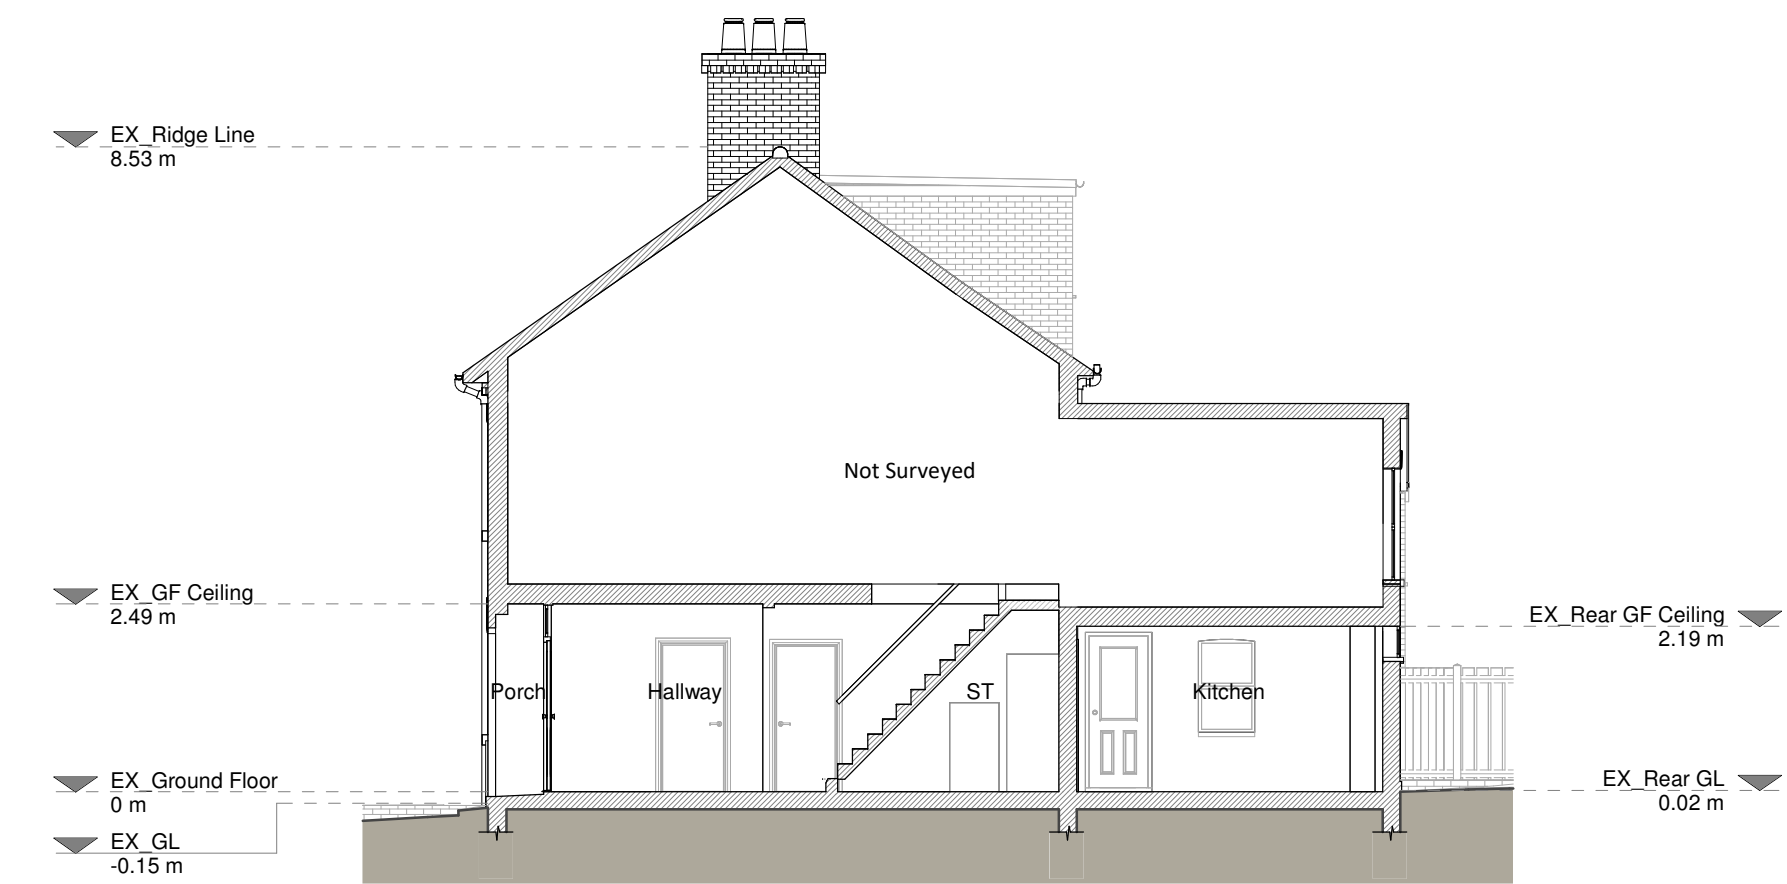 EX_Ridge Line
8.53 m
Not Surveyed
EX_GF Ceiling
2.49 m
EX_Rear GF Ceiling
2.19 m
Porch
Hallway
ST
Kitchen
EX_Ground Floor
0 m
EX_Rear GL
0.02 m
EX_GL
-0.15 m